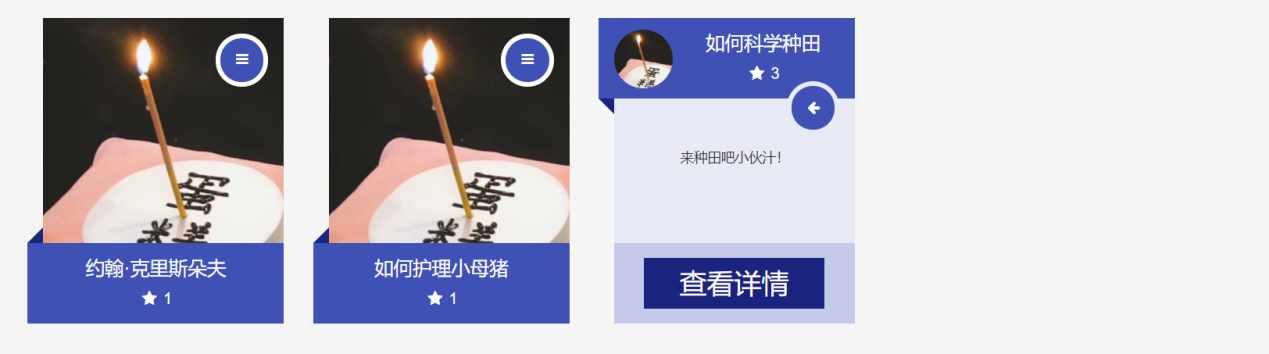 约翰·克里斯朵夫
1
如何护理小母猪
1
如何科学种田
3
来种田吧小伙汁!
查看详情